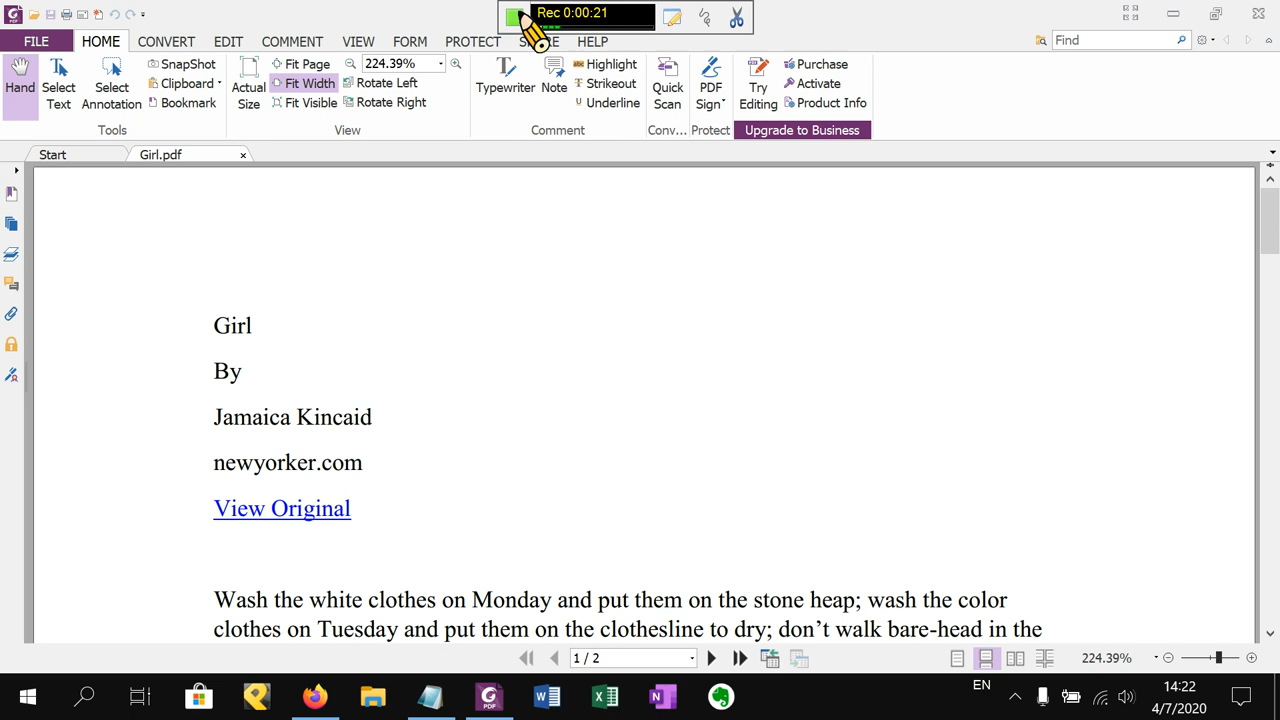 Rec 0:00:21
FILE HOME CONVERT EDIT COMMENT VIEW FORM PROTECT SHARE HELP Find
Hand
Select Text
Select Annotation
SnapShot
Clipboard
Bookmark
Tools
Actual Size
Fit Page
Fit Width
Fit Visible
224.39%
Rotate Left
Rotate Right
View
Typewriter
Note
Highlight
Strikeout
Underline
Comment
Quick Scan
Conv...
PDF Sign
Protect
Try Editing
Purchase
Activate
Product Info
Upgrade to Business
Start Girl.pdf
Girl
By
Jamaica Kincaid
newyorker.com
View Original
Wash the white clothes on Monday and put them on the stone heap; wash the color
clothes on Tuesday and put them on the clothesline to dry; don’t walk bare-head in the
1 / 2 224.39%
EN
14:22
4/7/2020